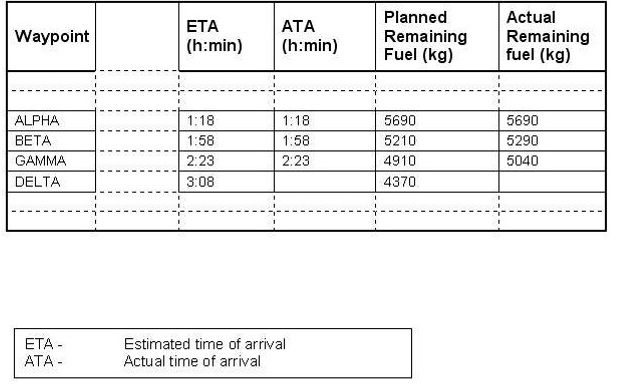 Waypoint ETA (h:min) ATA (h:min) Planned Remaining Fuel (kg) Actual Remaining fuel (kg)
ALPHA 1:18 1:18 5690 5690
BETA 1:58 1:58 5210 5290
GAMMA 2:23 2:23 4910 5040
DELTA 3:08 4370
ETA - Estimated time of arrival
ATA - Actual time of arrival